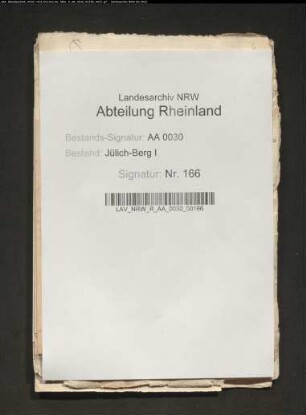 Landesarchiv NRW
Abteilung Rheinland
Bestands-Signatur: AA 0030
Bestand: Jülich-Berg I
Signatur: Nr. 166
LAV_NRW_R_AA_0030_00166